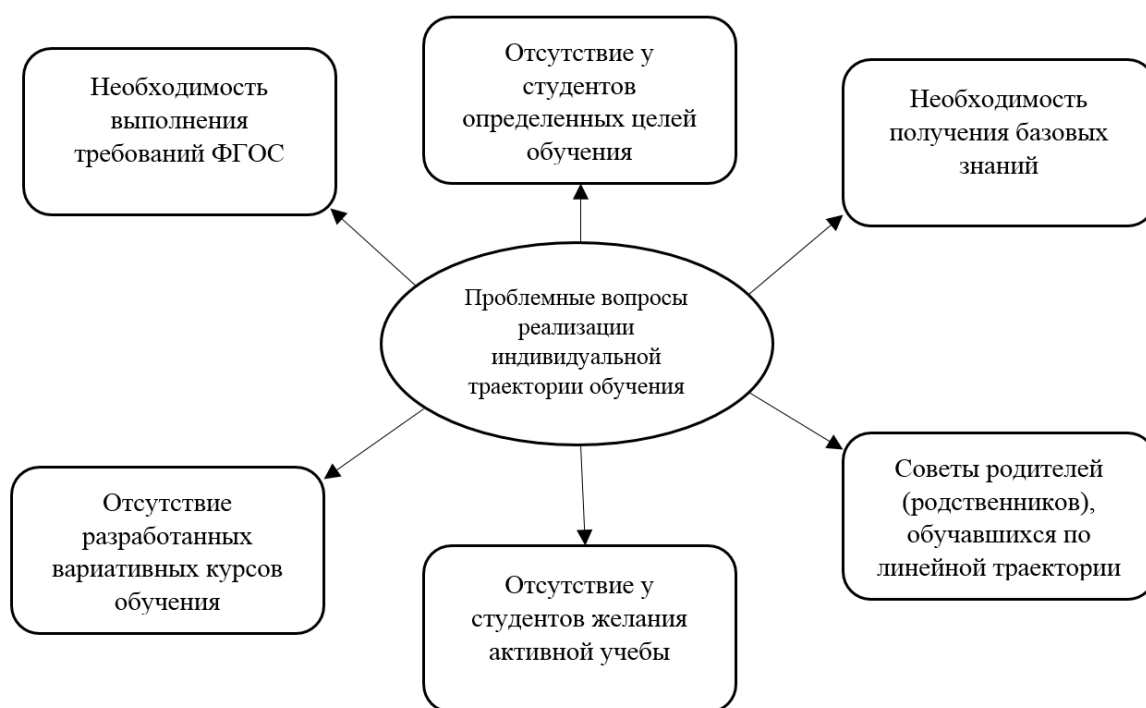 Необходимость
выполнения
требований ФГОС
Отсутствие у
студентов
определенных целей
обучения
Необходимость
получения базовых
знаний
Проблемные вопросы
реализации
индивидуальной
траектории обучения
Отсутствие
разработанных
вариативных курсов
обучения
Отсутствие у
студентов желания
активной учебы
Советы родителей
(родственников),
обучавшихся по
линейной траектории